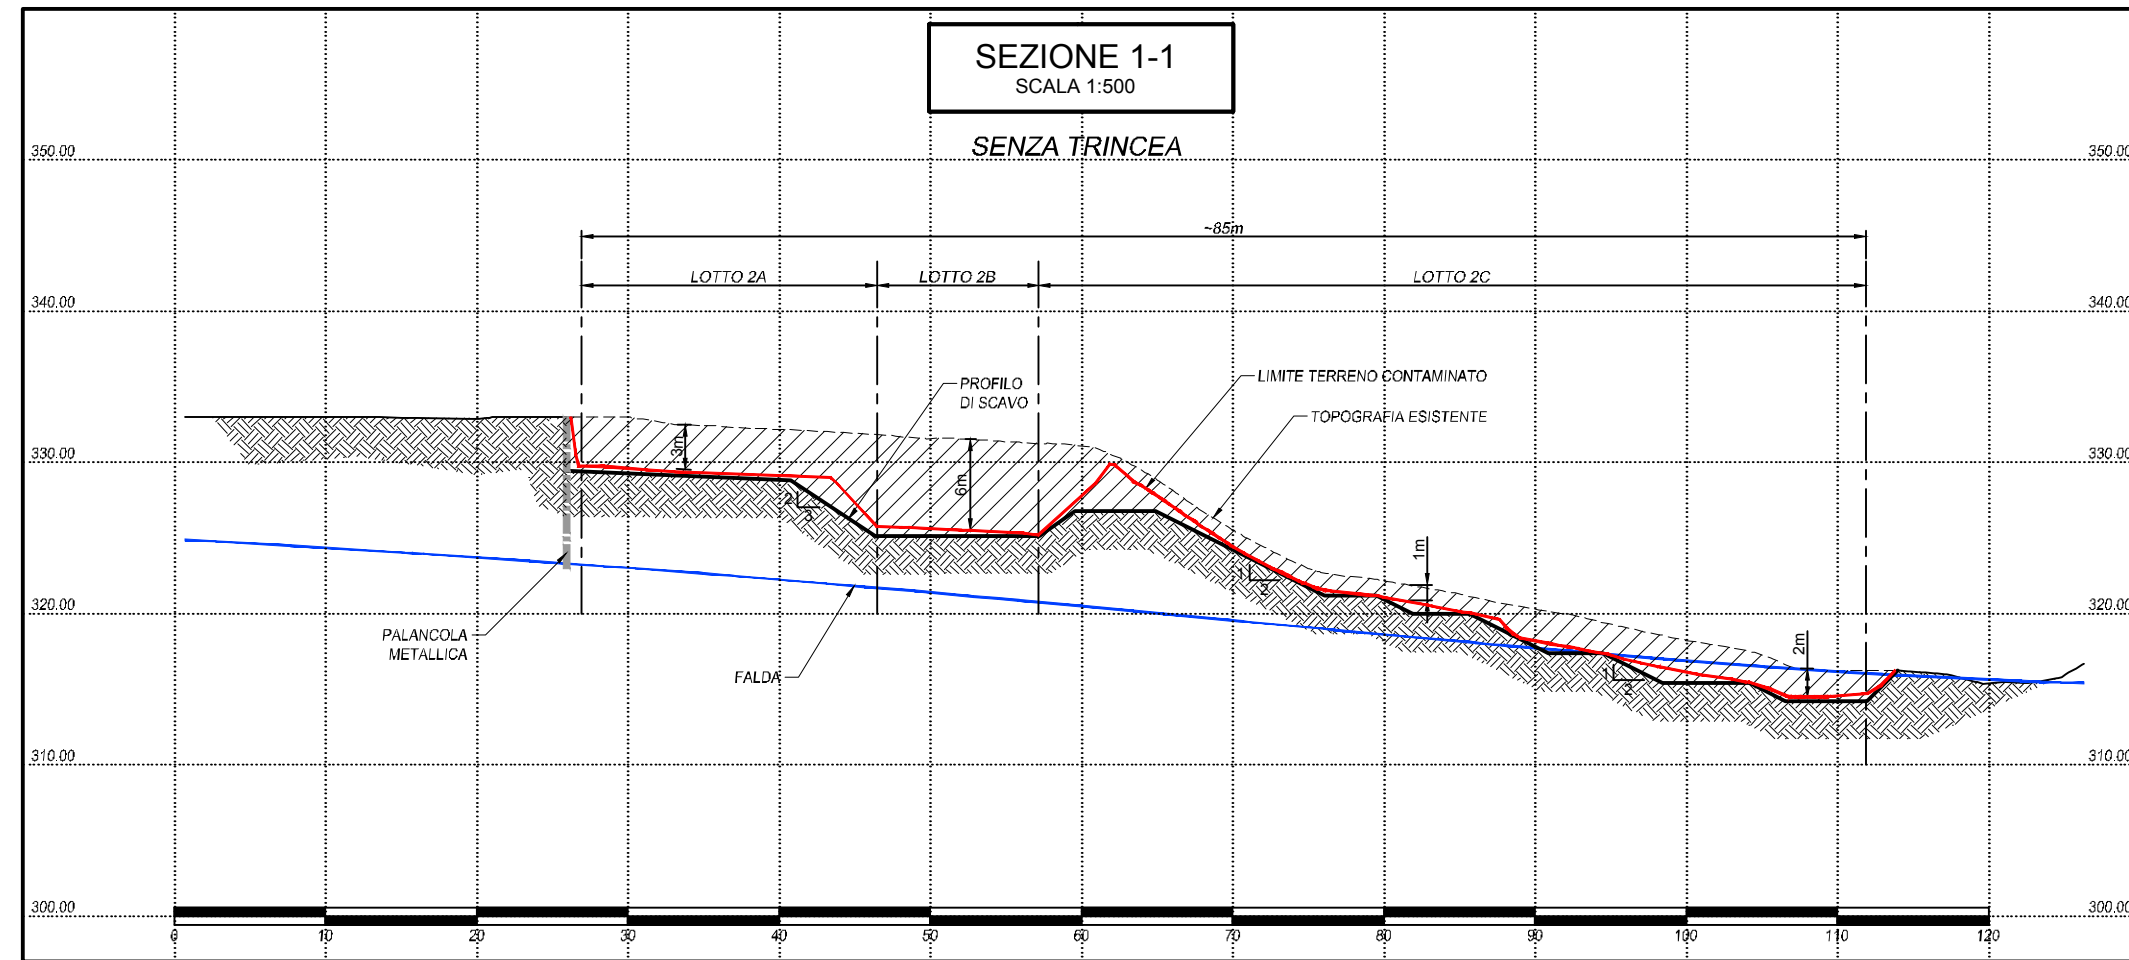 SEZIONE 1-1
SCALA 1:500
SENZA TRINCEA
350.00
350.00
~85m
LOTTO 2A
LOTTO 2B
LOTTO 2C
340.00
340.00
PROFILO
DI SCAVO
LIMITE TERRENO CONTAMINATO
TOPOGRAFIA ESISTENTE
3m
6m
330.00
330.00
2
3
1
2
1m
320.00
320.00
PALANCOLA
METALLICA
FALDA
1
2
2m
310.00
310.00
300.00
300.00
0
10
20
30
40
50
60
70
80
90
100
110
120